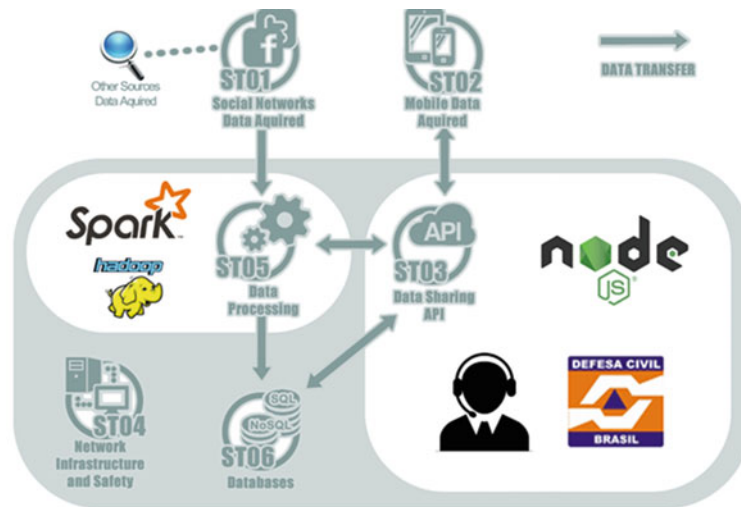 f
Other Sources
Data Aquired
ST01
Social Networks
Data Aquired
ST02
Mobile Data
Aquired
DATA TRANSFER
Spark™
hadoop
ST05
Data
Processing
API
ST03
Data Sharing
API
node
JS®
ST04
Network
Infrastructure
and Safety
SQL
NoSQL
ST06
Databases
DEFESA CIVIL
BRASIL